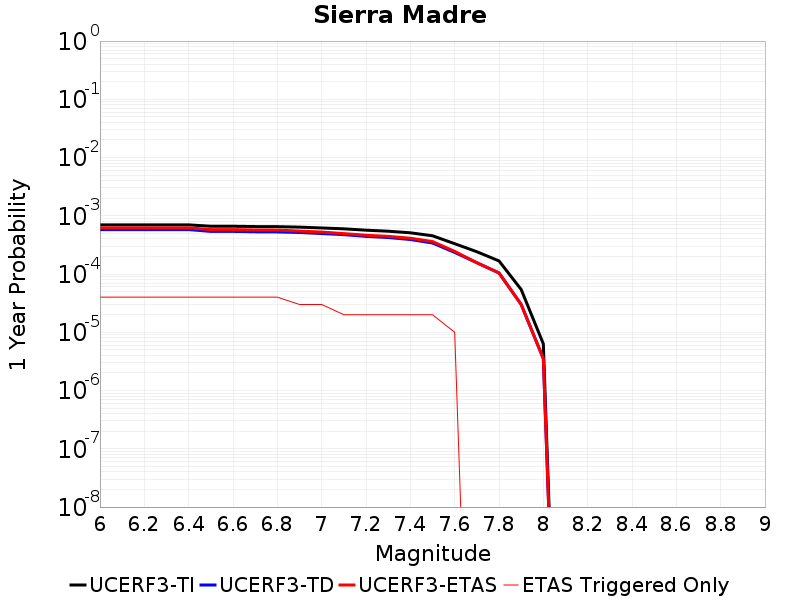 Sierra Madre
1 Year Probability
10^0
10^-1
10^-2
10^-3
10^-4
10^-5
10^-6
10^-7
10^-8
6 6.2 6.4 6.6 6.8 7 7.2 7.4 7.6 7.8 8 8.2 8.4 8.6 8.8 9
Magnitude
UCERF3-TI UCERF3-TD UCERF3-ETAS ETAS Triggered Only